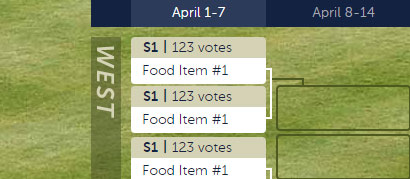 April 1-7
April 8-14
WEST
S1 | 123 votes
Food Item #1
S1 | 123 votes
Food Item #1
S1 | 123 votes
Food Item #1